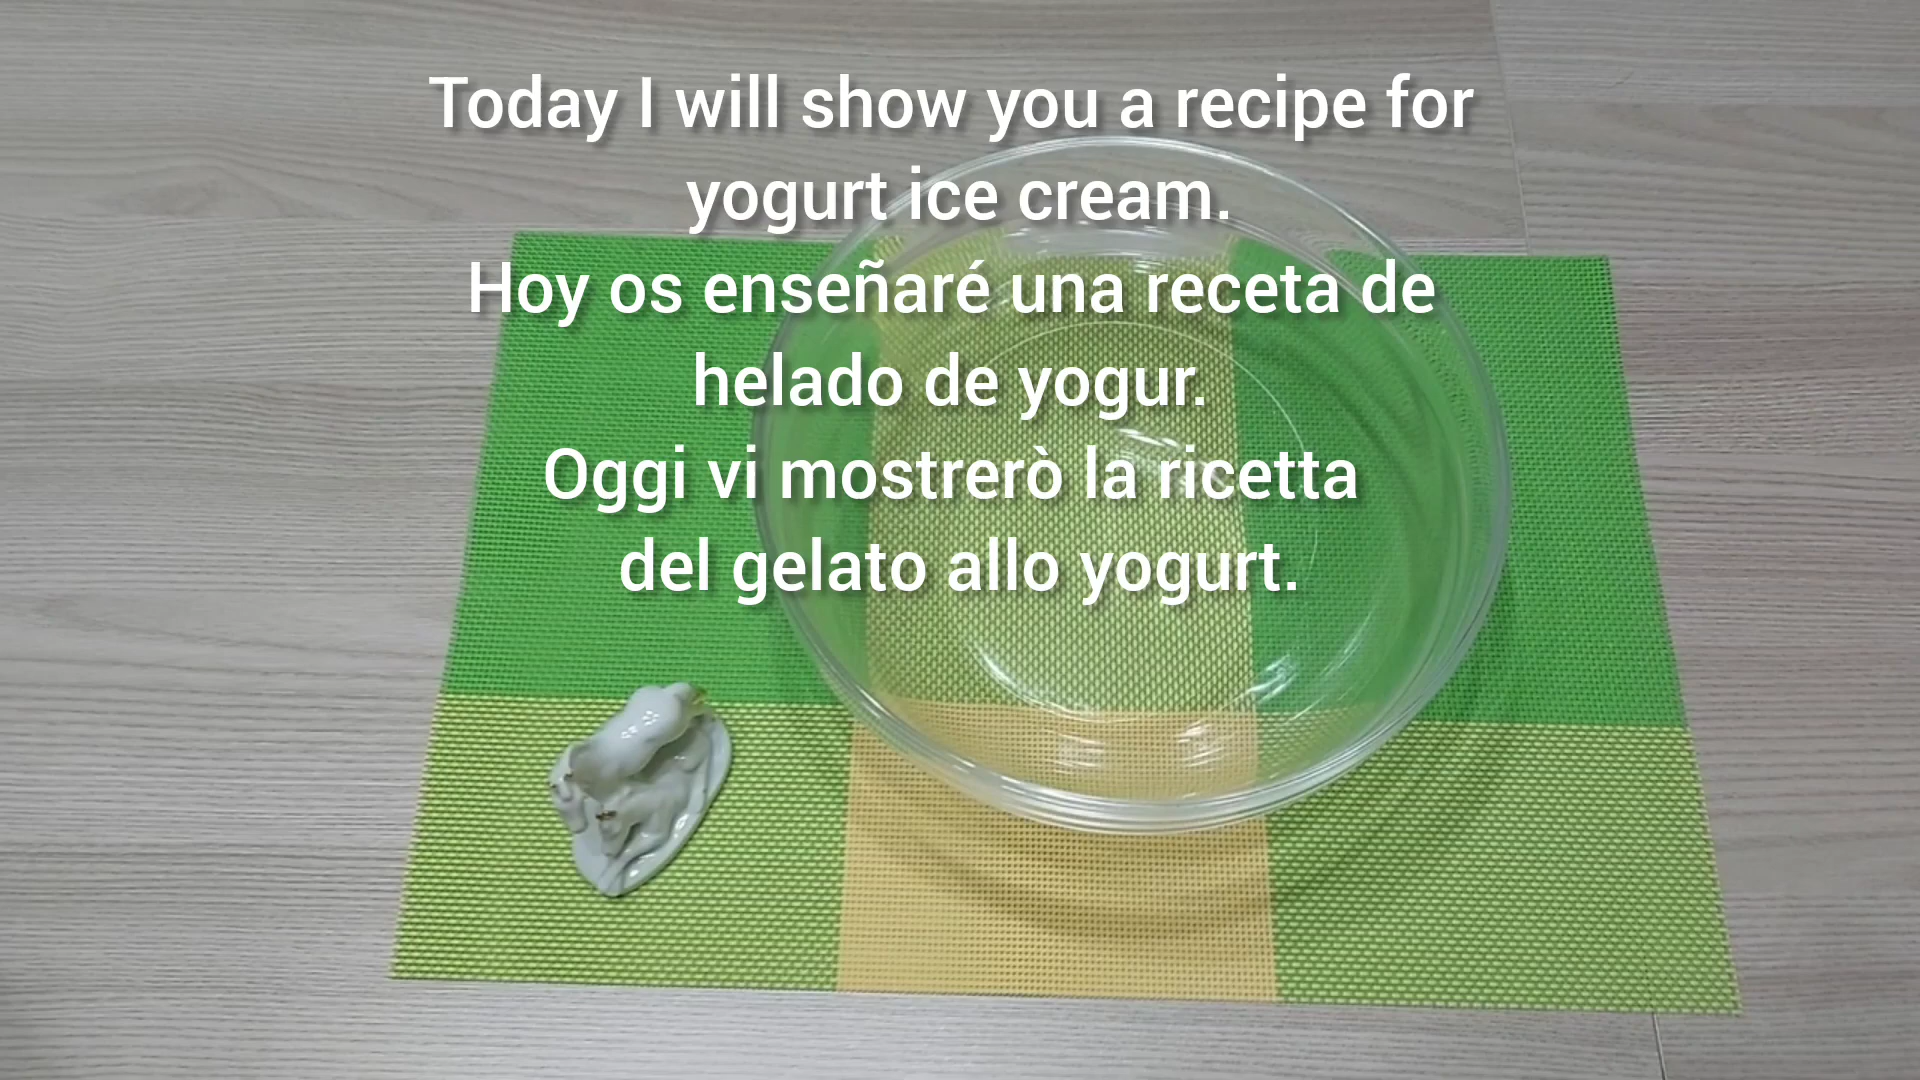 Today I will show you a recipe for
yogurt ice cream.
Hoy os enseñaré una receta de
helado de yogur.
Oggi vi mostrerò la ricetta
del gelato allo yogurt.